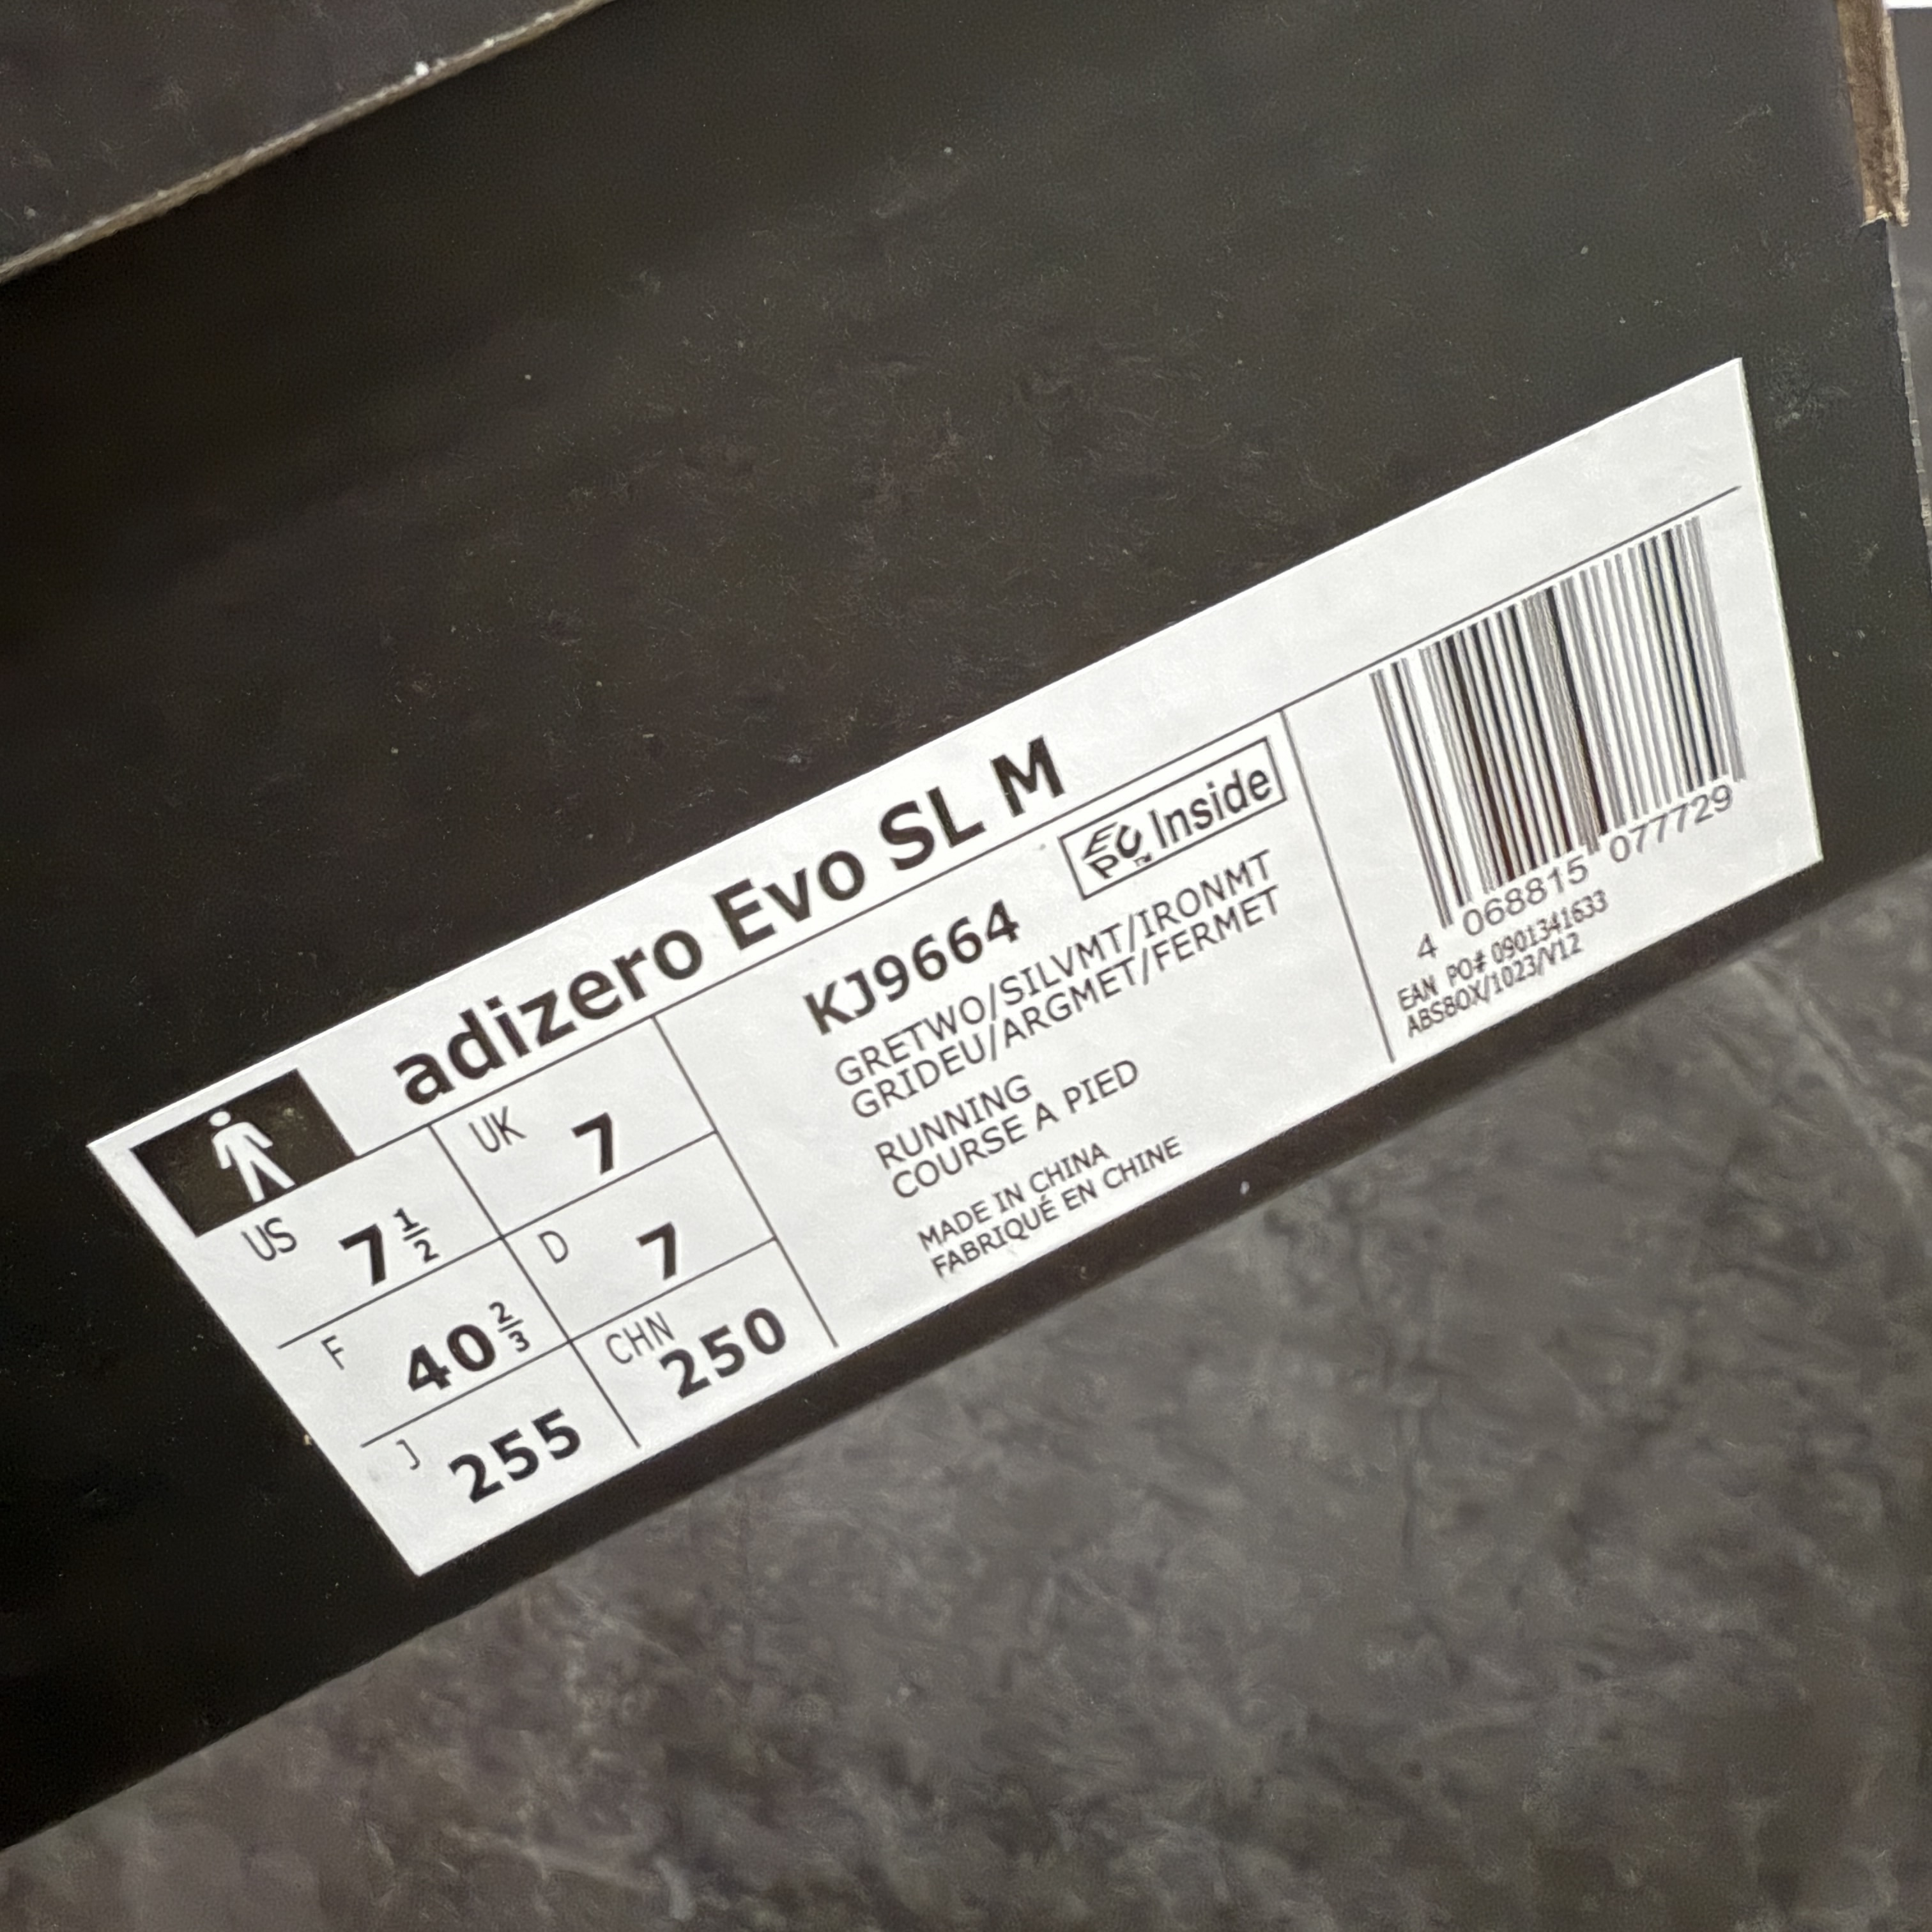 adizero Evo SL M
US 7 1/2
UK 7
F 40 2/3
D 7
J 255
CHN 250
KJ9664
EPC™ Inside
GRETWO/SILVMT/IRONMT
GRIDEU/ARGMET/FERMET
RUNNING
COURSE A PIED
MADE IN CHINA
FABRIQUÉ EN CHINE
4 068815 077729
EAN PO# 0901341633
ABSBOX/1023/V12